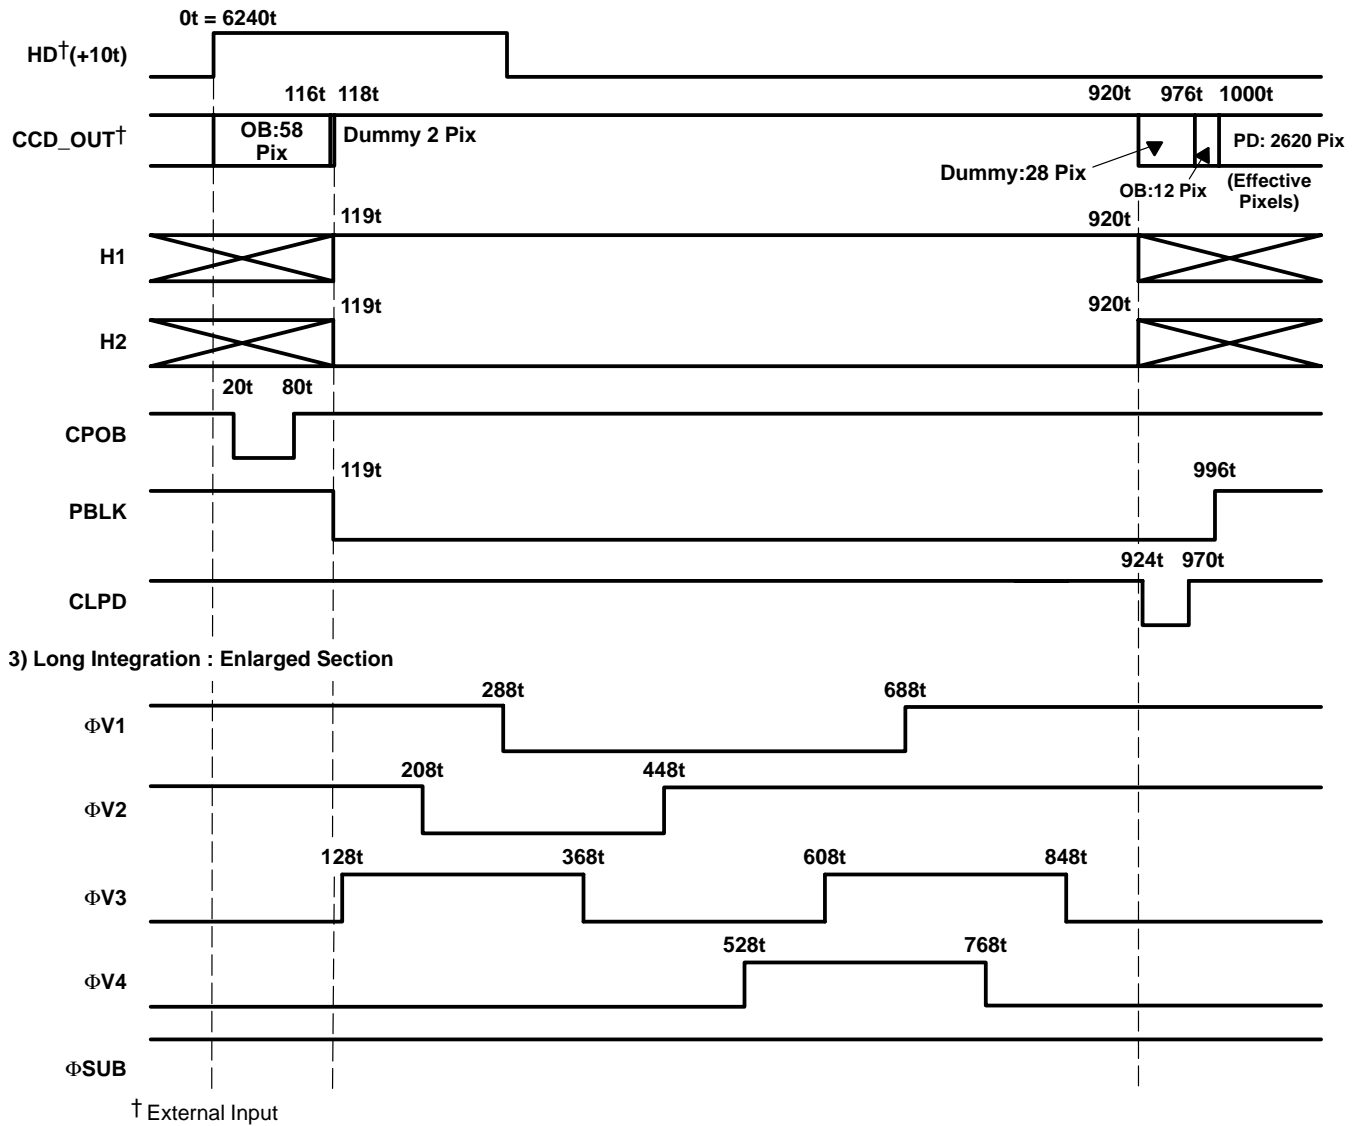 0t = 6240t
HD†(+10t)
116t 118t 920t 976t 1000t
CCD_OUT†
OB:58
Pix
Dummy 2 Pix
Dummy:28 Pix
OB:12 Pix
PD: 2620 Pix
(Effective
Pixels)
119t 920t
H1
119t 920t
H2
20t 80t
CPOB
119t 996t
PBLK
924t 970t
CLPD
3) Long Integration : Enlarged Section
288t 688t
ΦV1
208t 448t
ΦV2
128t 368t 608t 848t
ΦV3
528t 768t
ΦV4
ΦSUB
† External Input